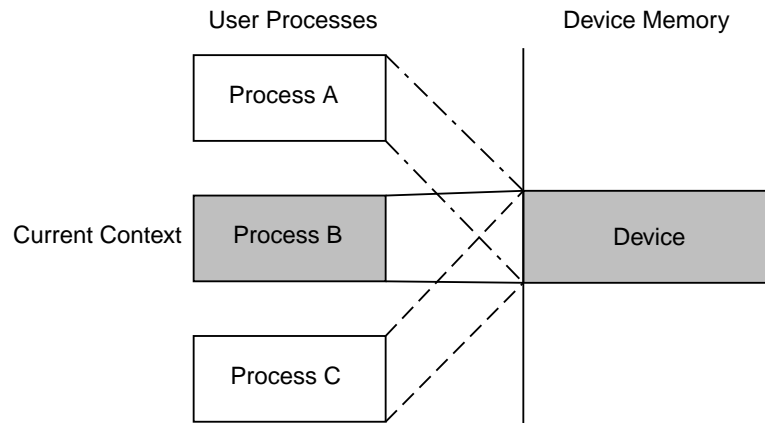 User Processes
Device Memory
Process A
Current Context
Process B
Device
Process C